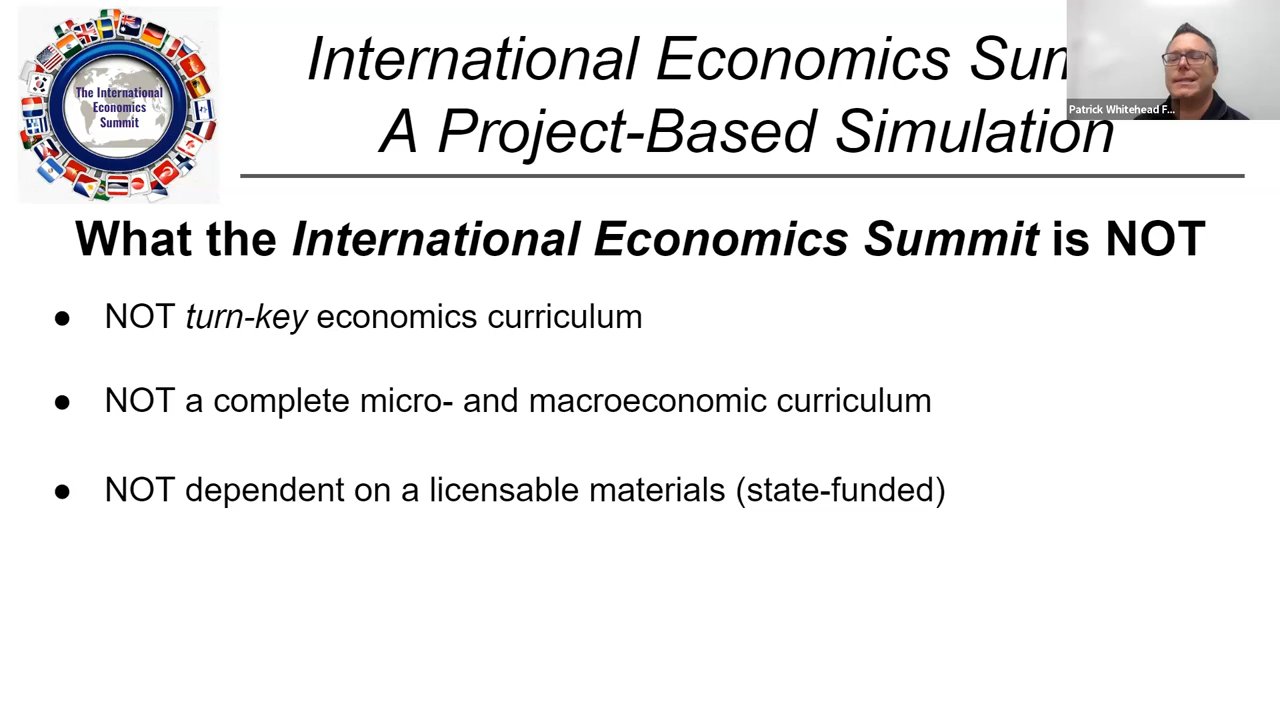 The International
Economics
Summit
International Economics Sum
A Project-Based Simulation
Patrick Whitehead F...
What the International Economics Summit is NOT
● NOT turn-key economics curriculum
● NOT a complete micro- and macroeconomic curriculum
● NOT dependent on a licensable materials (state-funded)